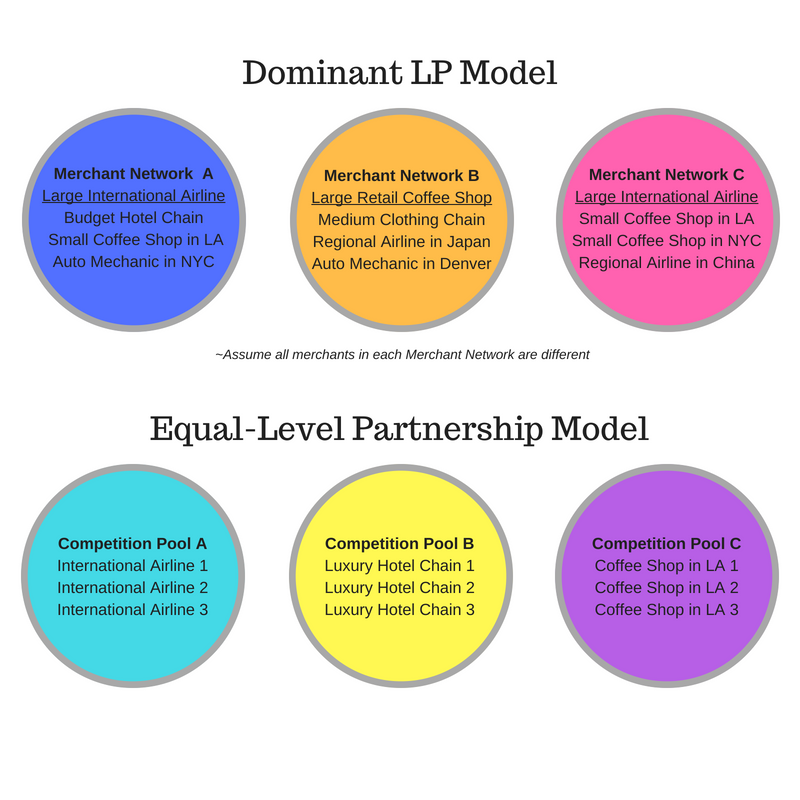 Dominant LP Model
Merchant Network A
Large International Airline
Budget Hotel Chain
Small Coffee Shop in LA
Auto Mechanic in NYC
Merchant Network B
Large Retail Coffee Shop
Medium Clothing Chain
Regional Airline in Japan
Auto Mechanic in Denver
Merchant Network C
Large International Airline
Small Coffee Shop in LA
Small Coffee Shop in NYC
Regional Airline in China
~Assume all merchants in each Merchant Network are different
Equal-Level Partnership Model
Competition Pool A
International Airline 1
International Airline 2
International Airline 3
Competition Pool B
Luxury Hotel Chain 1
Luxury Hotel Chain 2
Luxury Hotel Chain 3
Competition Pool C
Coffee Shop in LA 1
Coffee Shop in LA 2
Coffee Shop in LA 3